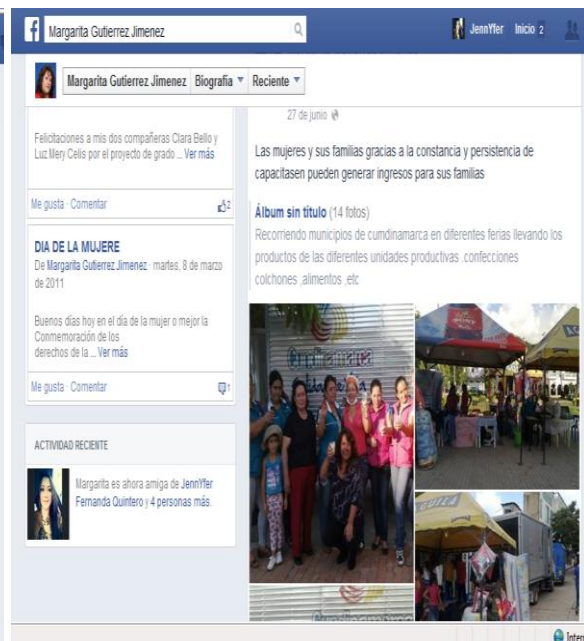 Margarita Gutierrez Jimenez
JennYfer Inicio 2
Margarita Gutierrez Jimenez Biografía Reciente
Felicitaciones a mis dos compañeras Clara Bello y
Luz Mery Celis por el proyecto de grado ... Ver más
Me gusta · Comentar 2
DIA DE LA MUJERE
De Margarita Gutierrez Jimenez · martes, 8 de marzo
de 2011
Buenos días hoy en el día de la mujer o mejor la
Conmemoración de los
derechos de la ... Ver más
Me gusta · Comentar 1
ACTIVIDAD RECIENTE
Margarita es ahora amiga de JennYfer
Fernanda Quintero y 4 personas más.
27 de junio
Las mujeres y sus familias gracias a la constancia y persistencia de
capacitasen pueden generar ingresos para sus familias
Álbum sin título (14 fotos)
Recorriendo municipios de cumdinamarca en diferentes ferias llevando los
productos de las diferentes unidades productivas .confecciones
colchones ,alimentos ,etc
Cundinamarca